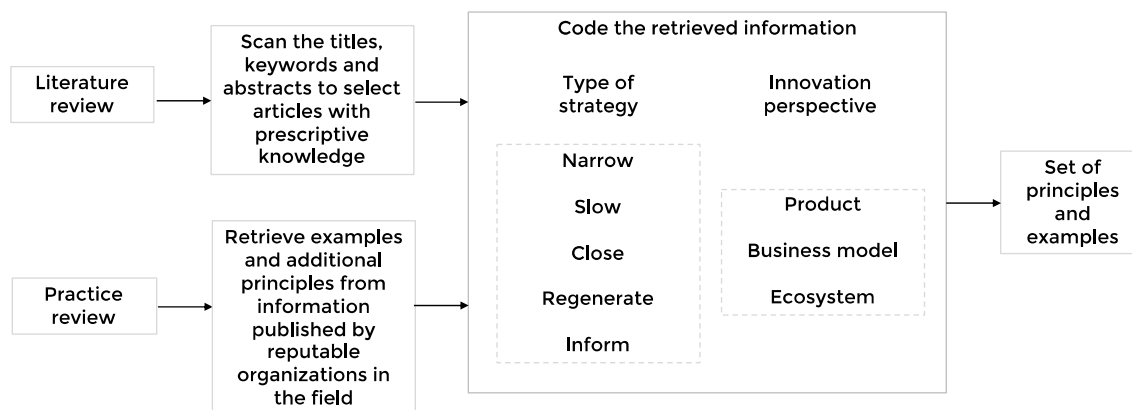 Literature
review
Scan the titles,
keywords and
abstracts to select
articles with
prescriptive
knowledge
Practice
review
Retrieve examples
and additional
principles from
information
published by
reputable
organizations in
the field
Code the retrieved information
Type of
strategy
Narrow
Slow
Close
Regenerate
Inform
Innovation
perspective
Product
Business model
Ecosystem
Set of
principles
and
examples